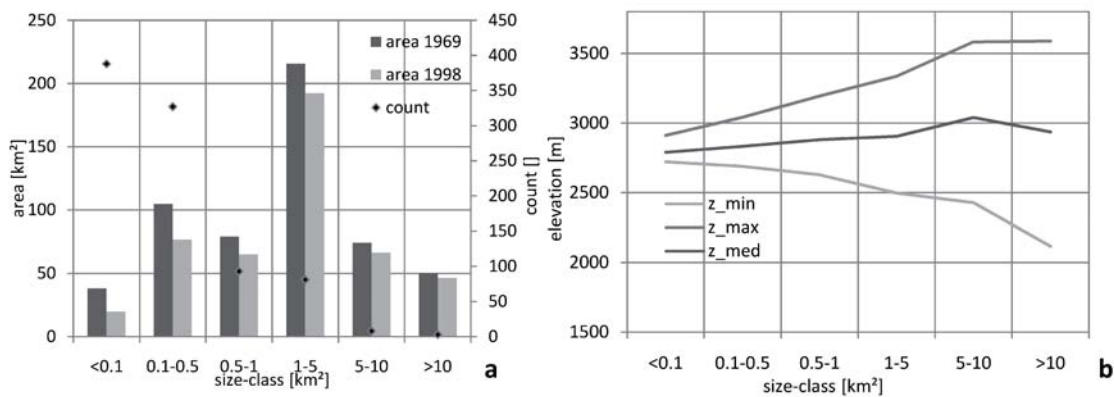 250
200
150
100
50
0
area [km²]
area 1969
area 1998
count
450
400
350
300
250
200
150
100
50
0
count []
<0.1 0.1-0.5 0.5-1 1-5 5-10 >10
size-class [km²]
a
3500
3000
2500
2000
1500
elevation [m]
z_min
z_max
z_med
<0.1 0.1-0.5 0.5-1 1-5 5-10 >10
size-class [km²]
b